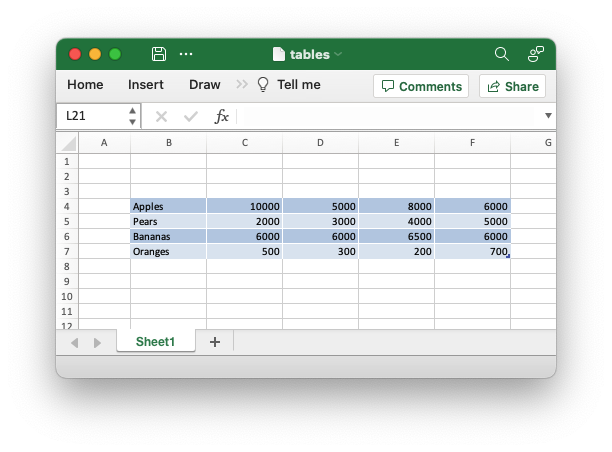 tables
Home Insert Draw Tell me Comments Share
L21 fx
A B C D E F G
1
2
3
4 Apples 10000 5000 8000 6000
5 Pears 2000 3000 4000 5000
6 Bananas 6000 6000 6500 6000
7 Oranges 500 300 200 700
8
9
10
11
12
Sheet1